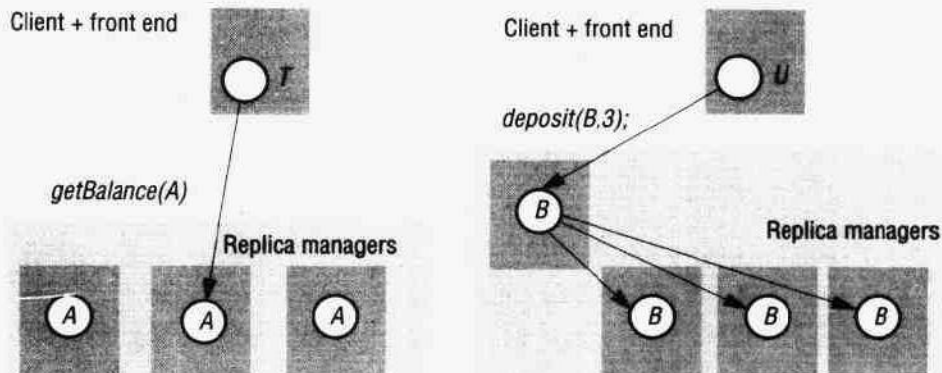 Client + front end
T
getBalance(A)
Replica managers
A
A
A
Client + front end
U
deposit(B.3);
B
Replica managers
B
B
B